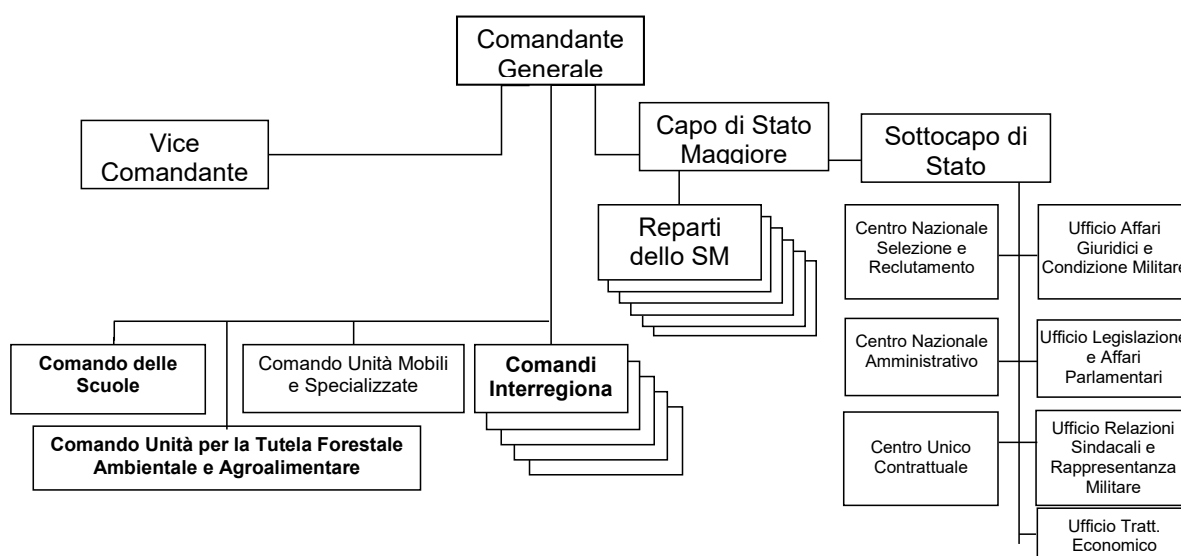 Comandante
Generale
Vice
Comandante
Capo di Stato
Maggiore
Sottocapo di
Stato
Reparti
dello SM
Centro Nazionale
Selezione e
Reclutamento
Ufficio Affari
Giuridici e
Condizione Militare
Comando delle
Scuole
Comando Unità Mobili
e Specializzate
Comandi
Interregiona
Centro Nazionale
Amministrativo
Ufficio Legislazione
e Affari
Parlamentari
Comando Unità per la Tutela Forestale
Ambientale e Agroalimentare
Centro Unico
Contrattuale
Ufficio Relazioni
Sindacali e
Rappresentanza
Militare
Ufficio Tratt.
Economico